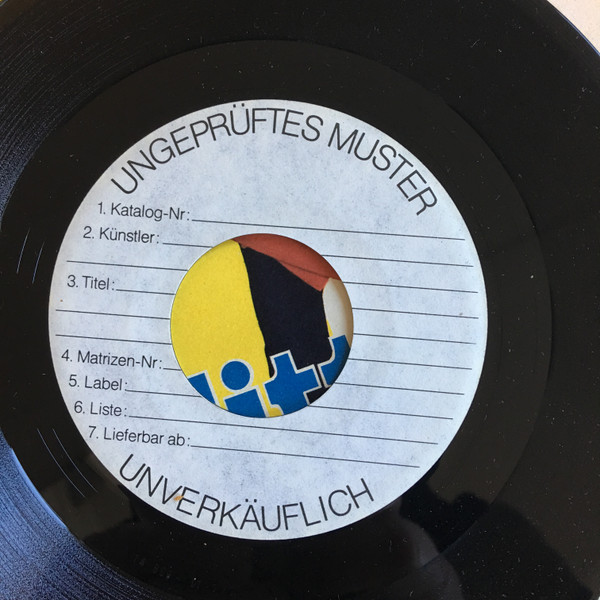 UNGEPRÜFTES MUSTER
1. Katalog-Nr:
2. Künstler:
3. Titel:
4. Matrizen-Nr:
5. Label:
6. Liste:
7. Lieferbar ab:
UNVERKÄUFLICH